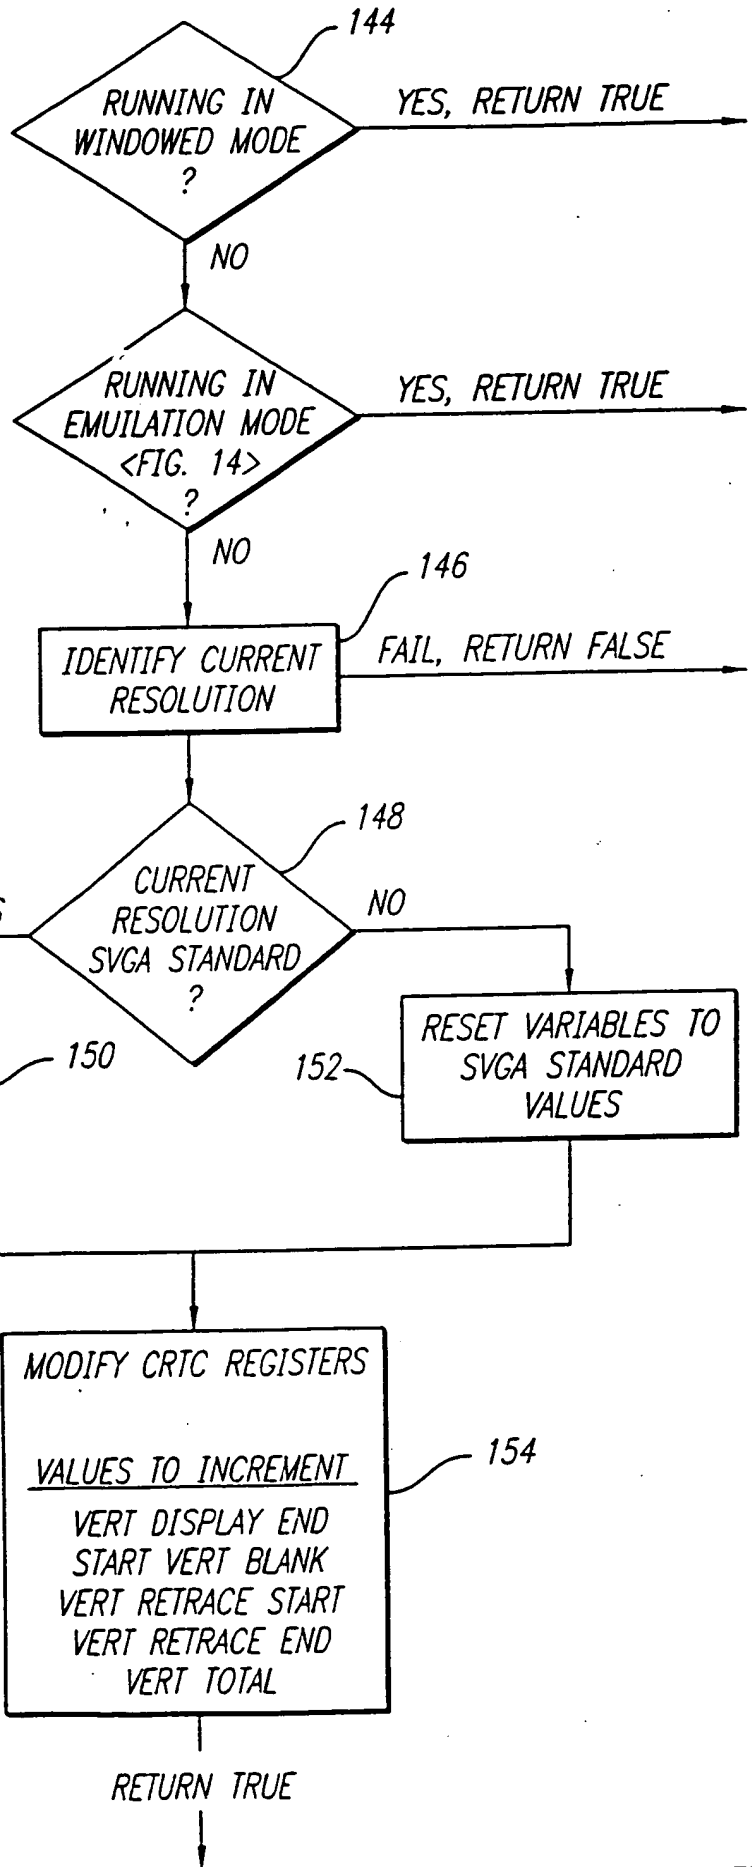 144
RUNNING IN
WINDOWED MODE
?
YES, RETURN TRUE
NO
RUNNING IN
EMUILATION MODE
<FIG. 14>
?
YES, RETURN TRUE
NO
146
IDENTIFY CURRENT
RESOLUTION
FAIL, RETURN FALSE
148
CURRENT
RESOLUTION
SVGA STANDARD
?
NO
150
152
RESET VARIABLES TO
SVGA STANDARD
VALUES
MODIFY CRTC REGISTERS
VALUES TO INCREMENT
VERT DISPLAY END
START VERT BLANK
VERT RETRACE START
VERT RETRACE END
VERT TOTAL
154
RETURN TRUE